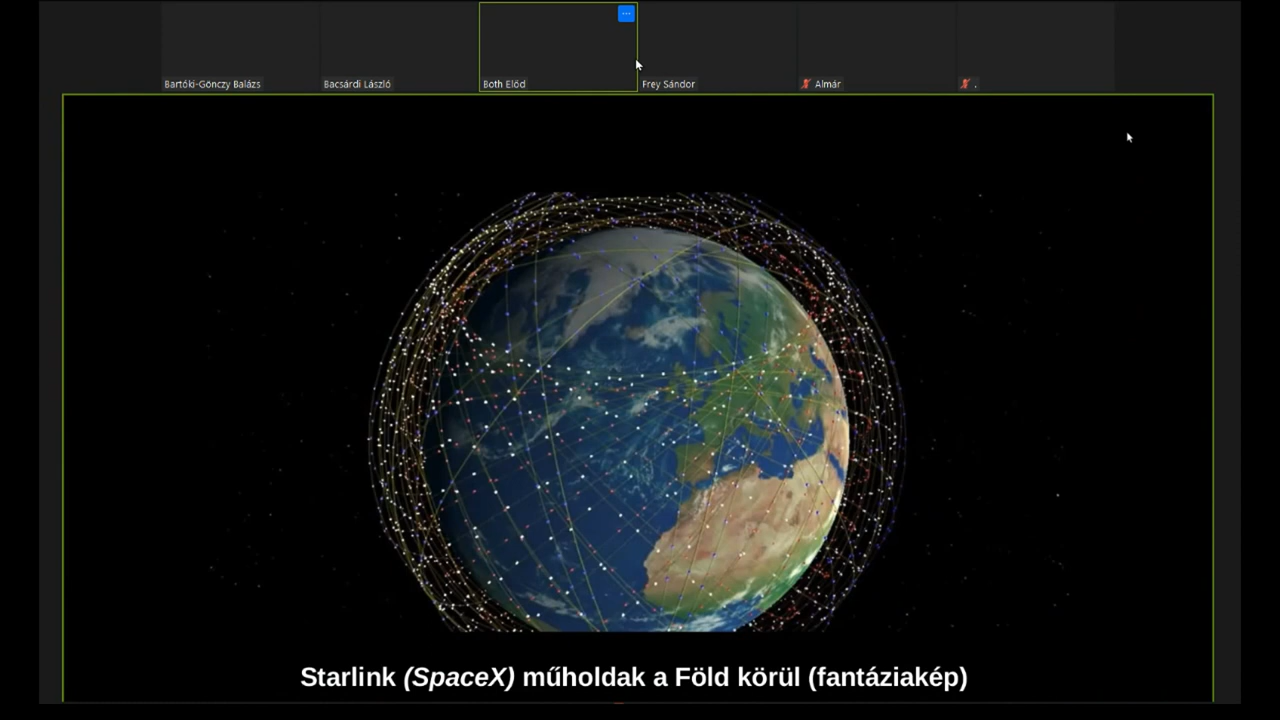 Bartóki-Gönczy Balázs
Bacsárdi László
Both Előd
Frey Sándor
Almár
.
Starlink (SpaceX) műholdak a Föld körül (fantáziakép)